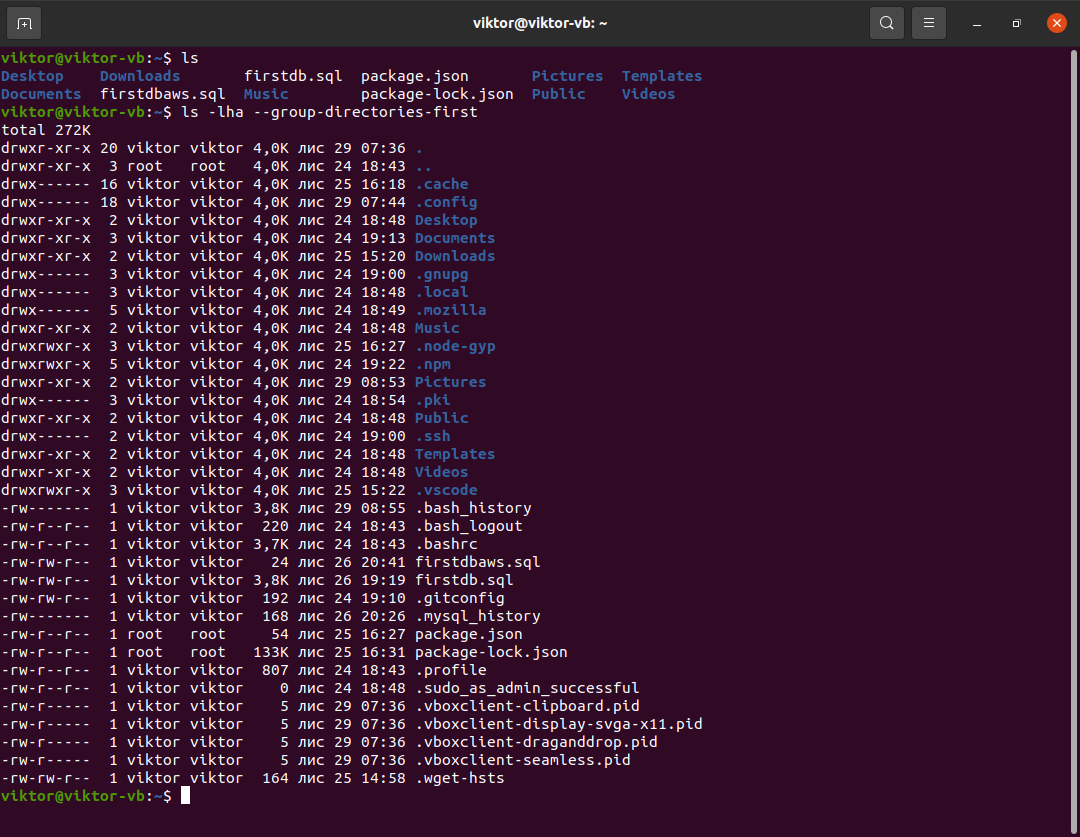 viktor@viktor-vb: ~
viktor@viktor-vb:~$ ls
Desktop    Downloads       firstdb.sql  package.json       Pictures  Templates
Documents  firstdbaws.sql  Music        package-lock.json  Public    Videos
viktor@viktor-vb:~$ ls -lha --group-directories-first
total 272K
drwxr-xr-x 20 viktor viktor 4,0K лис 29 07:36 .
drwxr-xr-x  3 root   root   4,0K лис 24 18:43 ..
drwx------ 16 viktor viktor 4,0K лис 25 16:18 .cache
drwx------ 18 viktor viktor 4,0K лис 29 07:44 .config
drwxr-xr-x  2 viktor viktor 4,0K лис 24 18:48 Desktop
drwxr-xr-x  3 viktor viktor 4,0K лис 24 19:13 Documents
drwxr-xr-x  2 viktor viktor 4,0K лис 25 15:20 Downloads
drwx------  3 viktor viktor 4,0K лис 24 19:00 .gnupg
drwx------  3 viktor viktor 4,0K лис 24 18:48 .local
drwx------  5 viktor viktor 4,0K лис 24 18:49 .mozilla
drwxr-xr-x  2 viktor viktor 4,0K лис 24 18:48 Music
drwxrwxr-x  3 viktor viktor 4,0K лис 25 16:27 .node-gyp
drwxrwxr-x  5 viktor viktor 4,0K лис 24 19:22 .npm
drwxr-xr-x  2 viktor viktor 4,0K лис 29 08:53 Pictures
drwx------  3 viktor viktor 4,0K лис 24 18:54 .pki
drwxr-xr-x  2 viktor viktor 4,0K лис 24 18:48 Public
drwx------  2 viktor viktor 4,0K лис 24 19:00 .ssh
drwxr-xr-x  2 viktor viktor 4,0K лис 24 18:48 Templates
drwxr-xr-x  2 viktor viktor 4,0K лис 24 18:48 Videos
drwxrwxr-x  3 viktor viktor 4,0K лис 25 15:22 .vscode
-rw-------  1 viktor viktor 3,8K лис 29 08:55 .bash_history
-rw-r--r--  1 viktor viktor  220 лис 24 18:43 .bash_logout
-rw-r--r--  1 viktor viktor 3,7K лис 24 18:43 .bashrc
-rw-rw-r--  1 viktor viktor   24 лис 26 20:41 firstdbaws.sql
-rw-rw-r--  1 viktor viktor 3,8K лис 26 19:19 firstdb.sql
-rw-rw-r--  1 viktor viktor  192 лис 24 19:10 .gitconfig
-rw-------  1 viktor viktor  168 лис 26 20:26 .mysql_history
-rw-r--r--  1 root   root     54 лис 25 16:27 package.json
-rw-r--r--  1 root   root   133K лис 25 16:31 package-lock.json
-rw-r--r--  1 viktor viktor  807 лис 24 18:43 .profile
-rw-r--r--  1 viktor viktor    0 лис 24 18:48 .sudo_as_admin_successful
-rw-r-----  1 viktor viktor    5 лис 29 07:36 .vboxclient-clipboard.pid
-rw-r-----  1 viktor viktor    5 лис 29 07:36 .vboxclient-display-svga-x11.pid
-rw-r-----  1 viktor viktor    5 лис 29 07:36 .vboxclient-draganddrop.pid
-rw-r-----  1 viktor viktor    5 лис 29 07:36 .vboxclient-seamless.pid
-rw-rw-r--  1 viktor viktor  164 лис 25 14:58 .wget-hsts
viktor@viktor-vb:~$